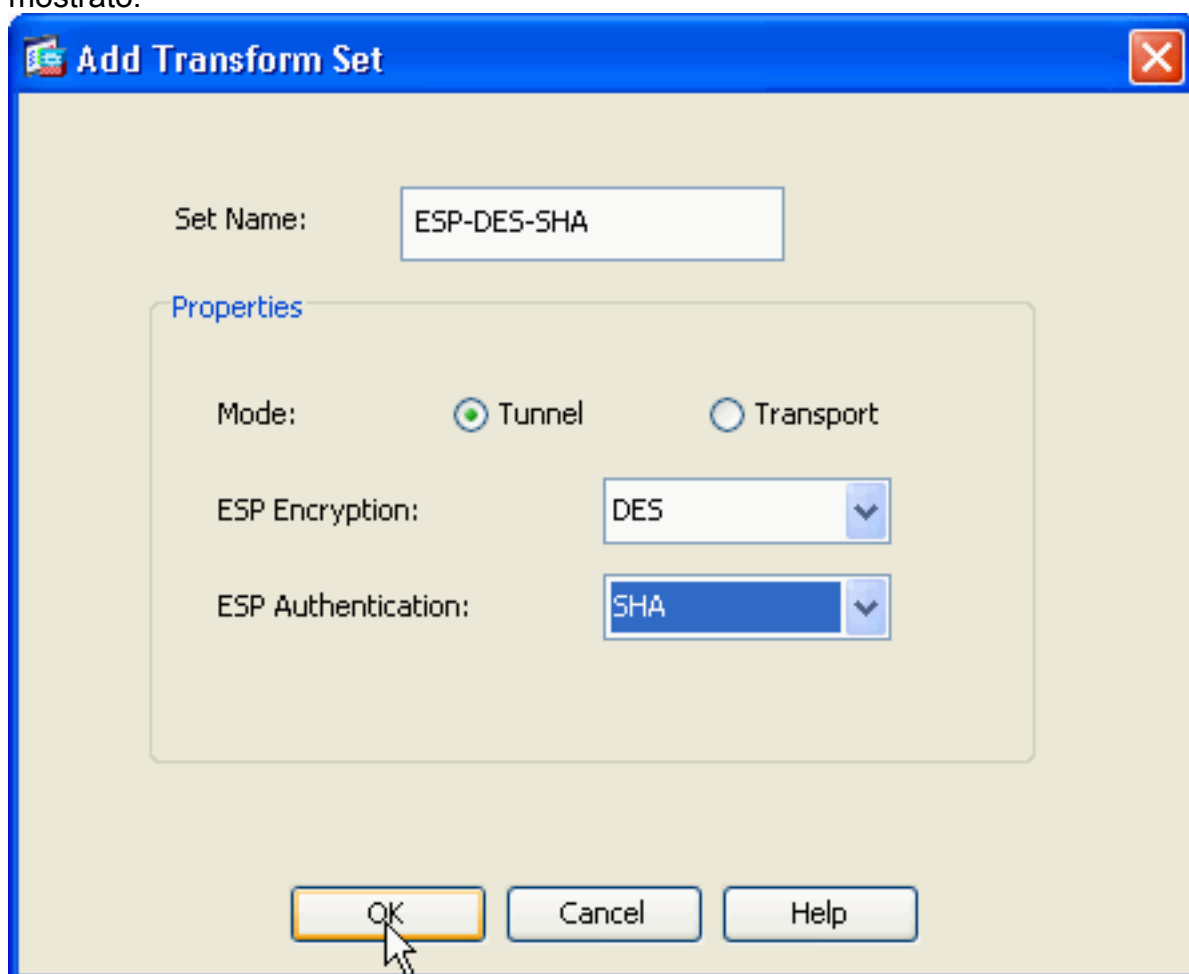 mostrato:
Add Transform Set
Set Name: ESP-DES-SHA
Properties
Mode: Tunnel Transport
ESP Encryption: DES
ESP Authentication: SHA
OK Cancel Help